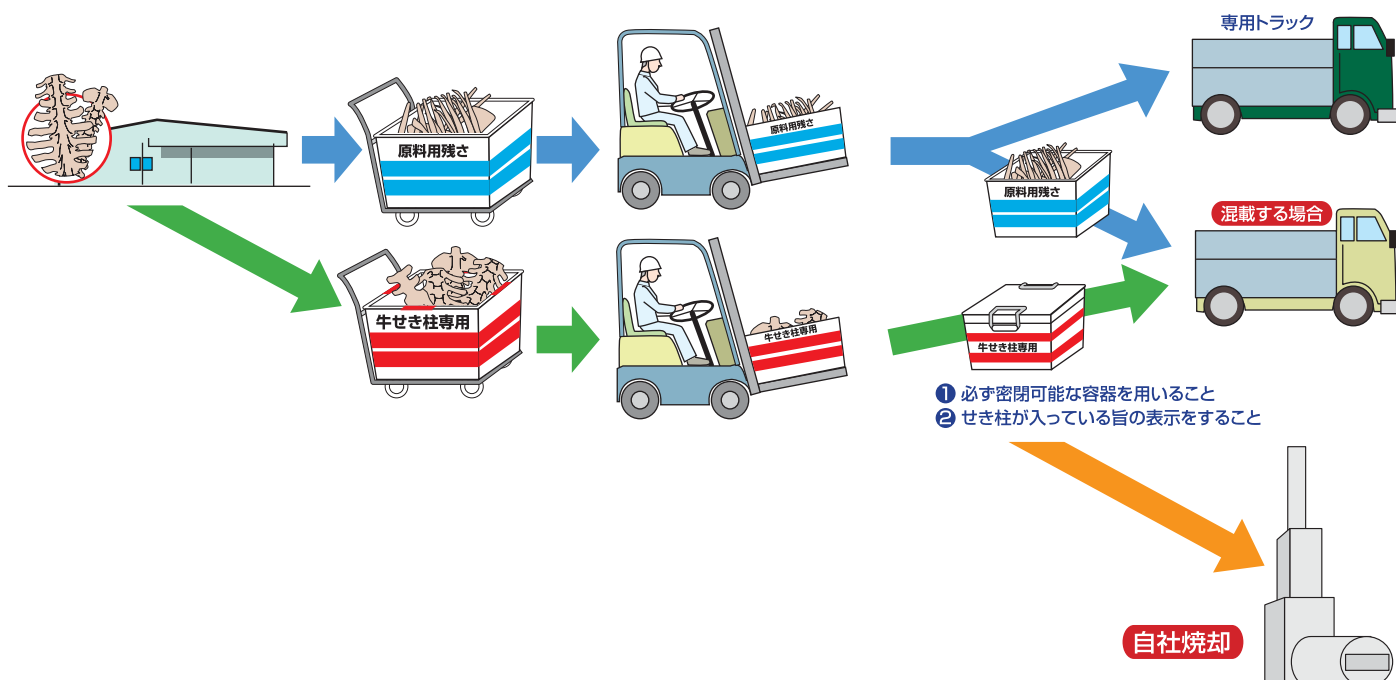 専用トラック
原料用残さ
原料用残さ
原料用残さ
混載する場合
牛せき柱専用
牛せき柱専用
牛せき柱専用
❶ 必ず密閉可能な容器を用いること
❷ せき柱が入っている旨の表示をすること
自社焼却